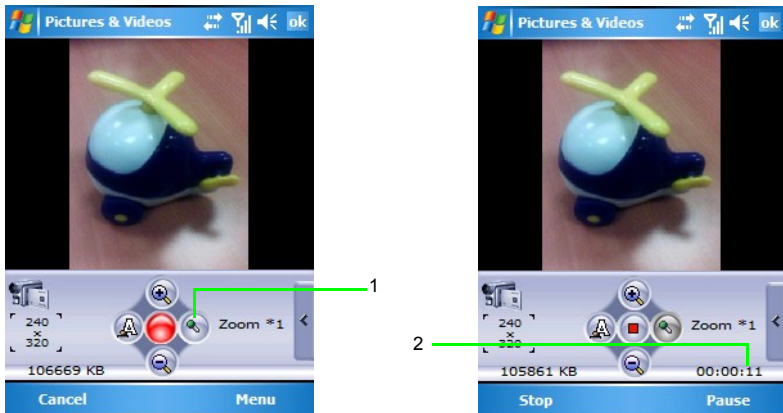 Pictures & Videos
ok
240
×
320
Zoom *1
106669 KB
Cancel
Menu
1
Pictures & Videos
ok
240
×
320
Zoom *1
105861 KB
00:00:11
Stop
Pause
2